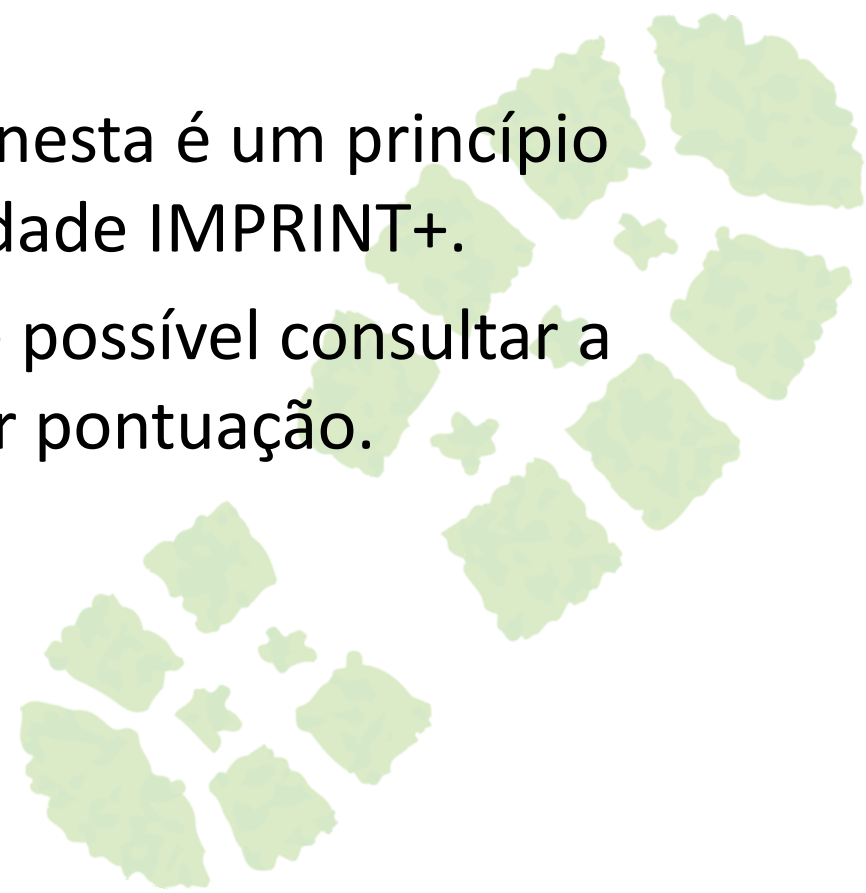 nesta é um princípio
dade IMPRINT+.
possível consultar a
r pontuação.